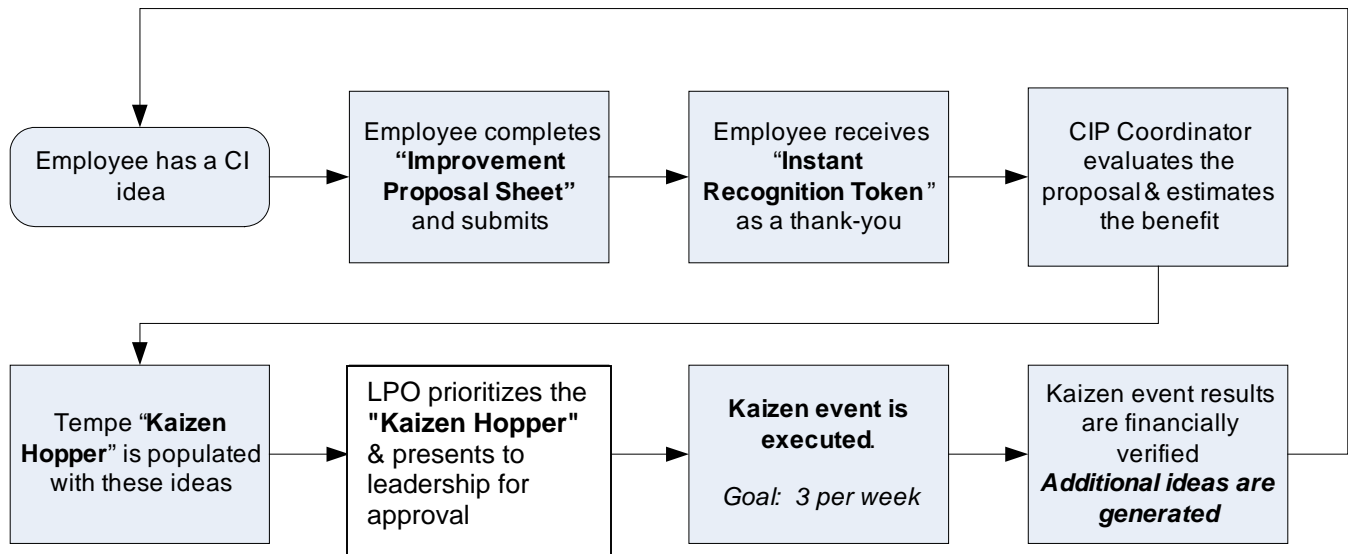 Employee has a CI
idea
Employee completes
“Improvement
Proposal Sheet”
and submits
Employee receives
“Instant
Recognition Token”
as a thank-you
CIP Coordinator
evaluates the
proposal & estimates
the benefit
Tempe “Kaizen
Hopper” is populated
with these ideas
LPO prioritizes the
"Kaizen Hopper"
& presents to
leadership for
approval
Kaizen event is
executed.
Goal: 3 per week
Kaizen event results
are financially
verified
Additional ideas are
generated